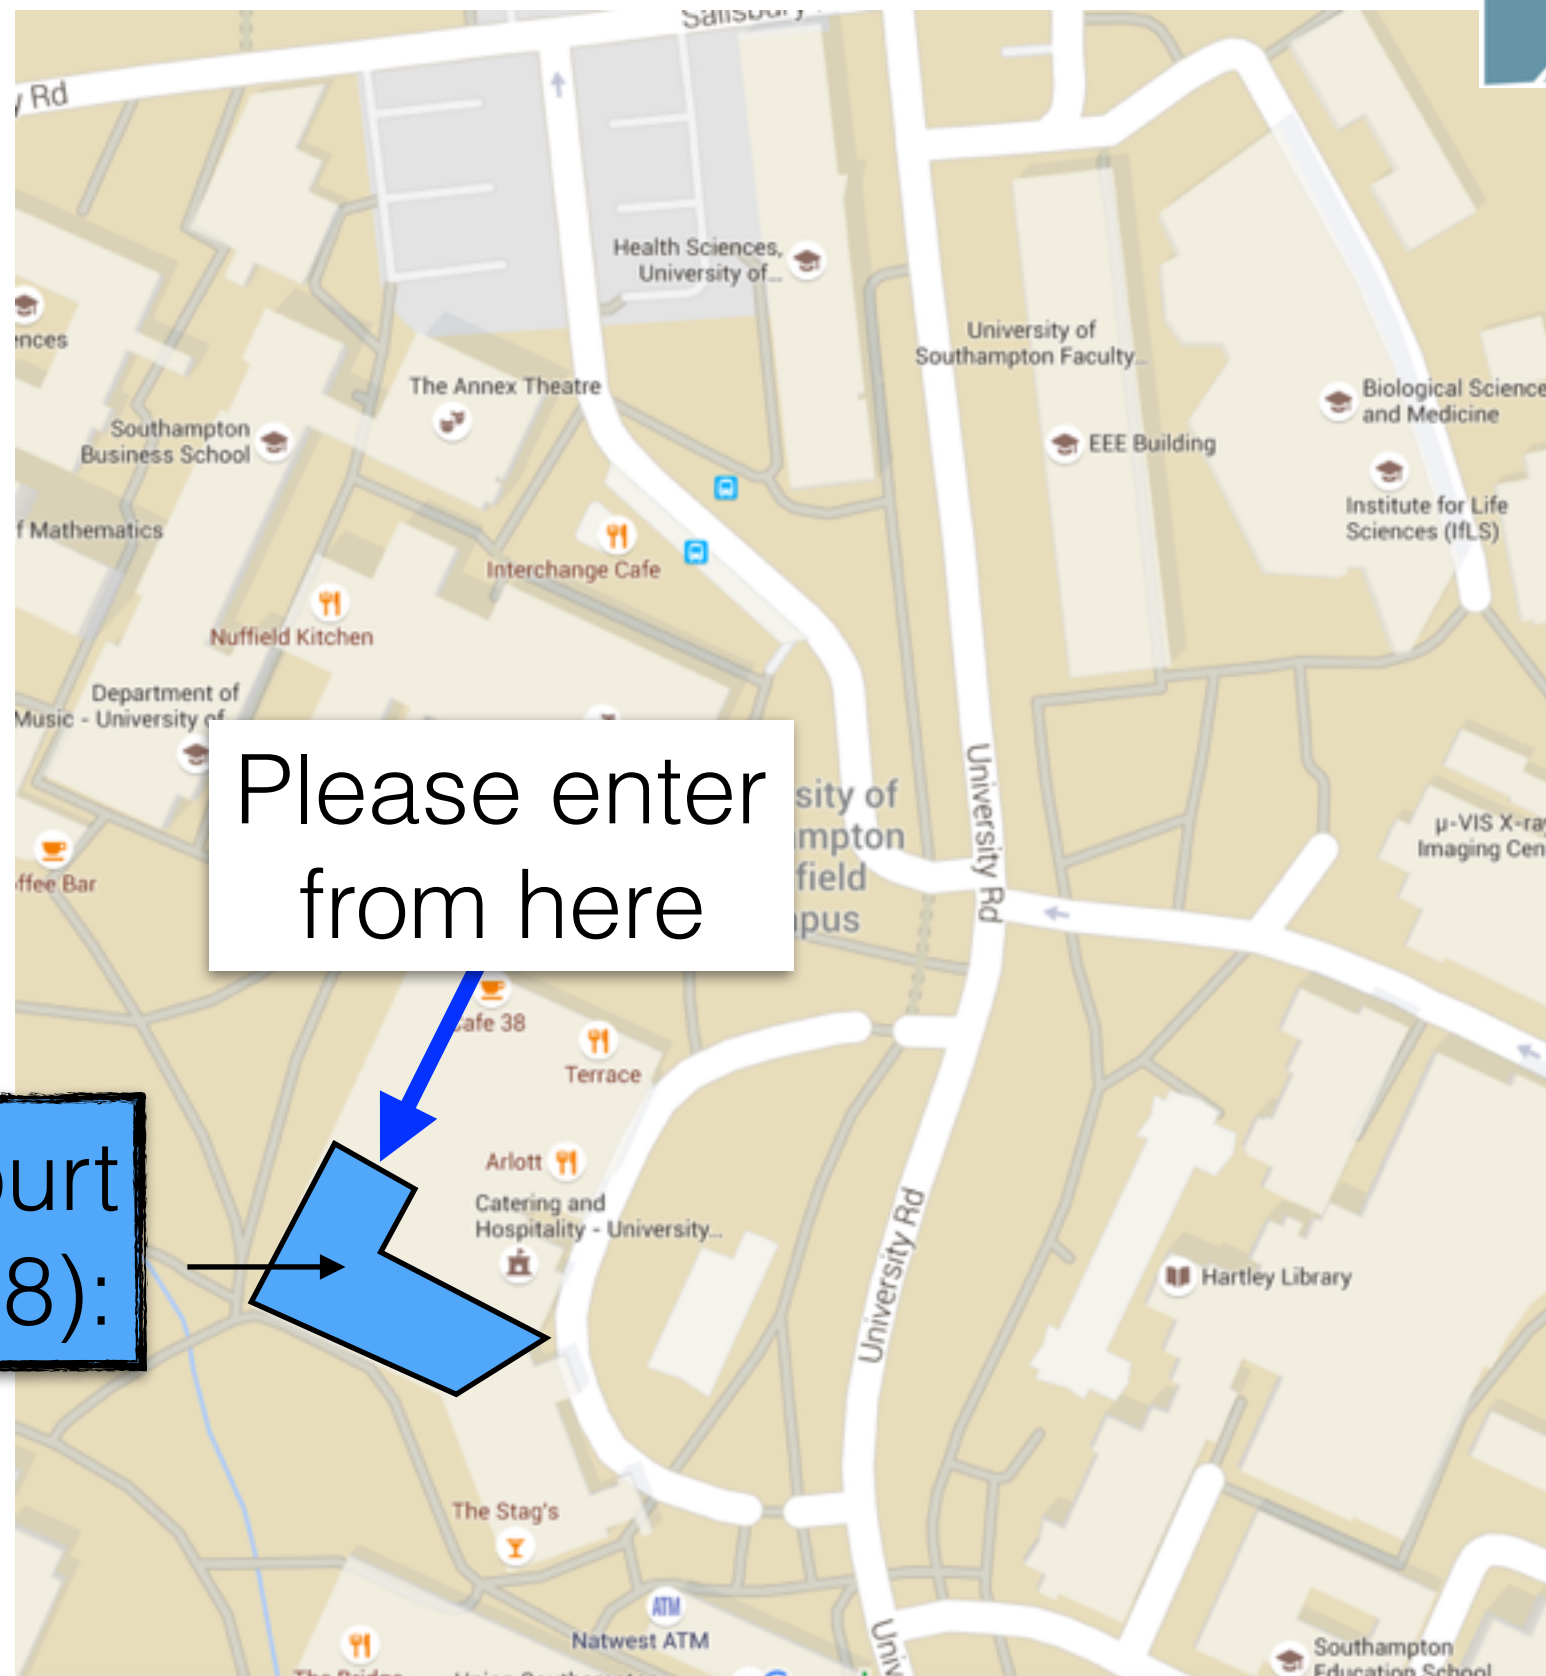 Salisbury
y Rd
Health Sciences,
University of...
University of
Southampton Faculty...
ences
The Annex Theatre
Biological Science
and Medicine
Southampton
Business School
EEE Building
Institute for Life
Sciences (IfLS)
f Mathematics
Interchange Cafe
Nuffield Kitchen
Department of
Music - University of
Please enter
from here
sity of
mpton
field
pus
University Rd
μ-VIS X-ray
Imaging Cen
ffee Bar
Cafe 38
Terrace
ourt
8):
Arlott
Catering and
Hospitality - University...
University Rd
Hartley Library
The Stag's
ATM
Natwest ATM
Univ
Southampton
Education School
The Bridge